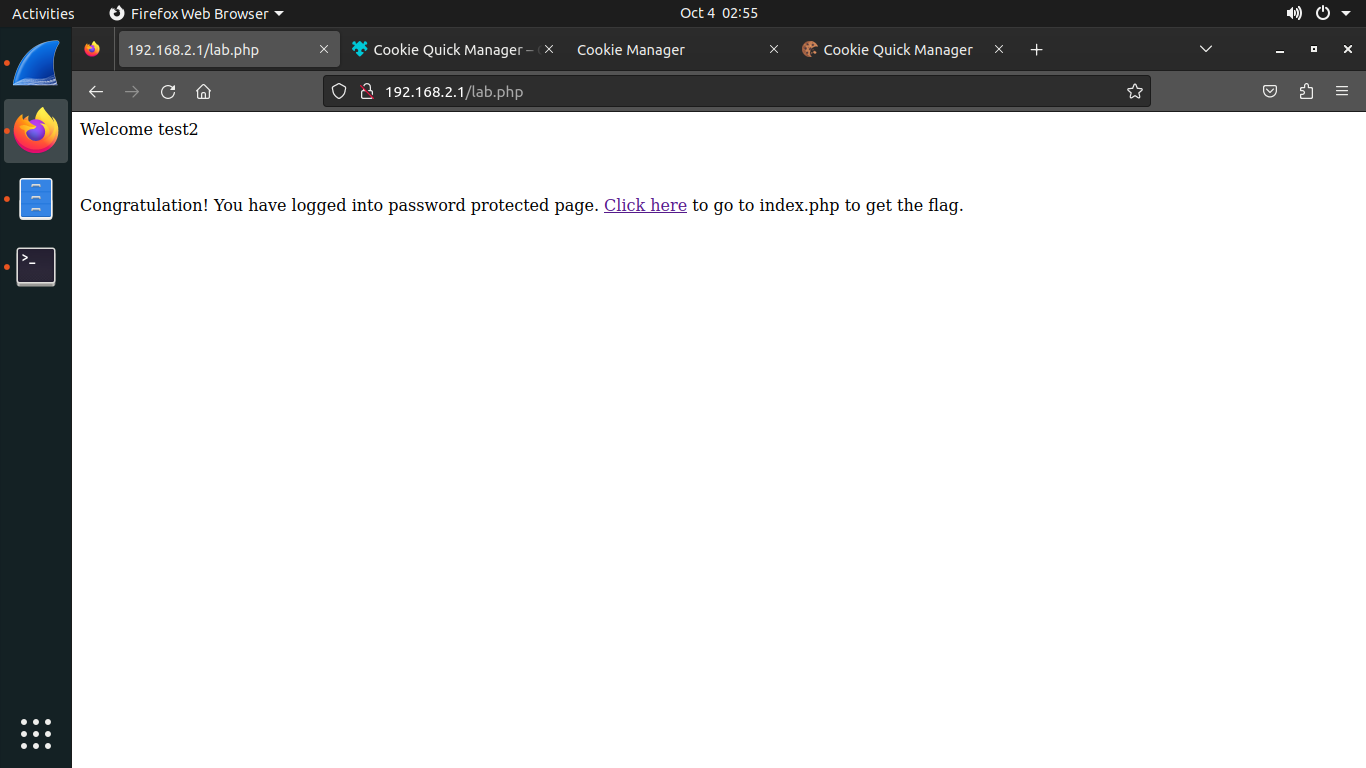 Activities
Firefox Web Browser
Oct 4 02:55
192.168.2.1/lab.php
Cookie Quick Manager –
Cookie Manager
Cookie Quick Manager
192.168.2.1/lab.php
Welcome test2
Congratulation! You have logged into password protected page. Click here to go to index.php to get the flag.
>_